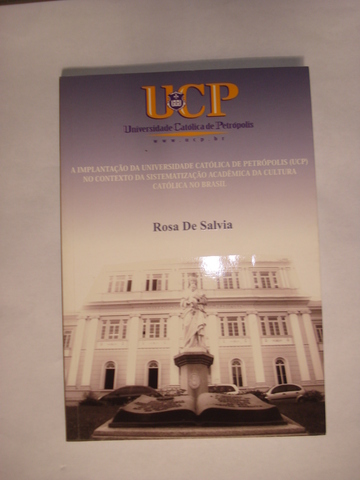 UCP
Universidade Católica de Petrópolis
www.ucp.br
A IMPLANTAÇÃO DA UNIVERSIDADE CATÓLICA DE PETRÓPOLIS (UCP)
NO CONTEXTO DA SISTEMATIZAÇÃO ACADÊMICA DA CULTURA
CATÓLICA NO BRASIL
Rosa De Salvia